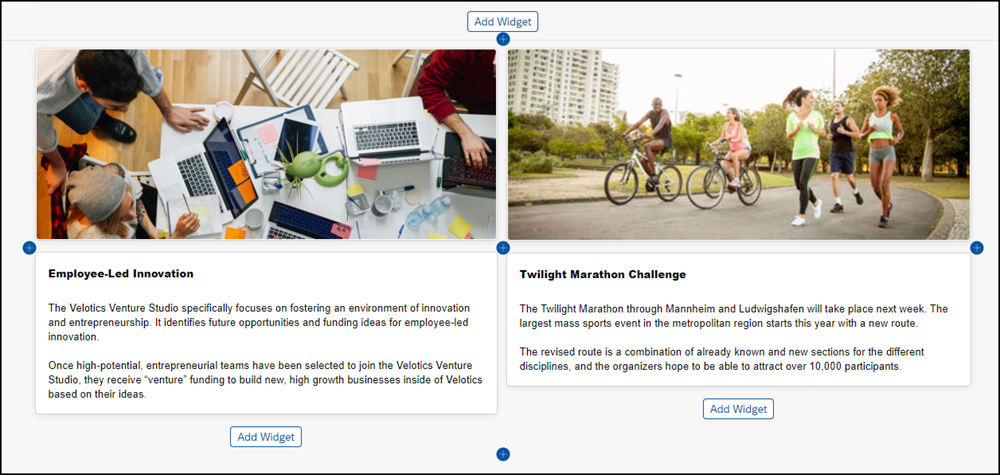 Add Widget
Employee-Led Innovation
The Velotics Venture Studio specifically focuses on fostering an environment of innovation
and entrepreneurship. It identifies future opportunities and funding ideas for employee-led
innovation.
Once high-potential, entrepreneurial teams have been selected to join the Velotics Venture
Studio, they receive “venture” funding to build new, high growth businesses inside of Velotics
based on their ideas.
Add Widget
Twilight Marathon Challenge
The Twilight Marathon through Mannheim and Ludwigshafen will take place next week. The
largest mass sports event in the metropolitan region starts this year with a new route.
The revised route is a combination of already known and new sections for the different
disciplines, and the organizers hope to be able to attract over 10,000 participants.
Add Widget